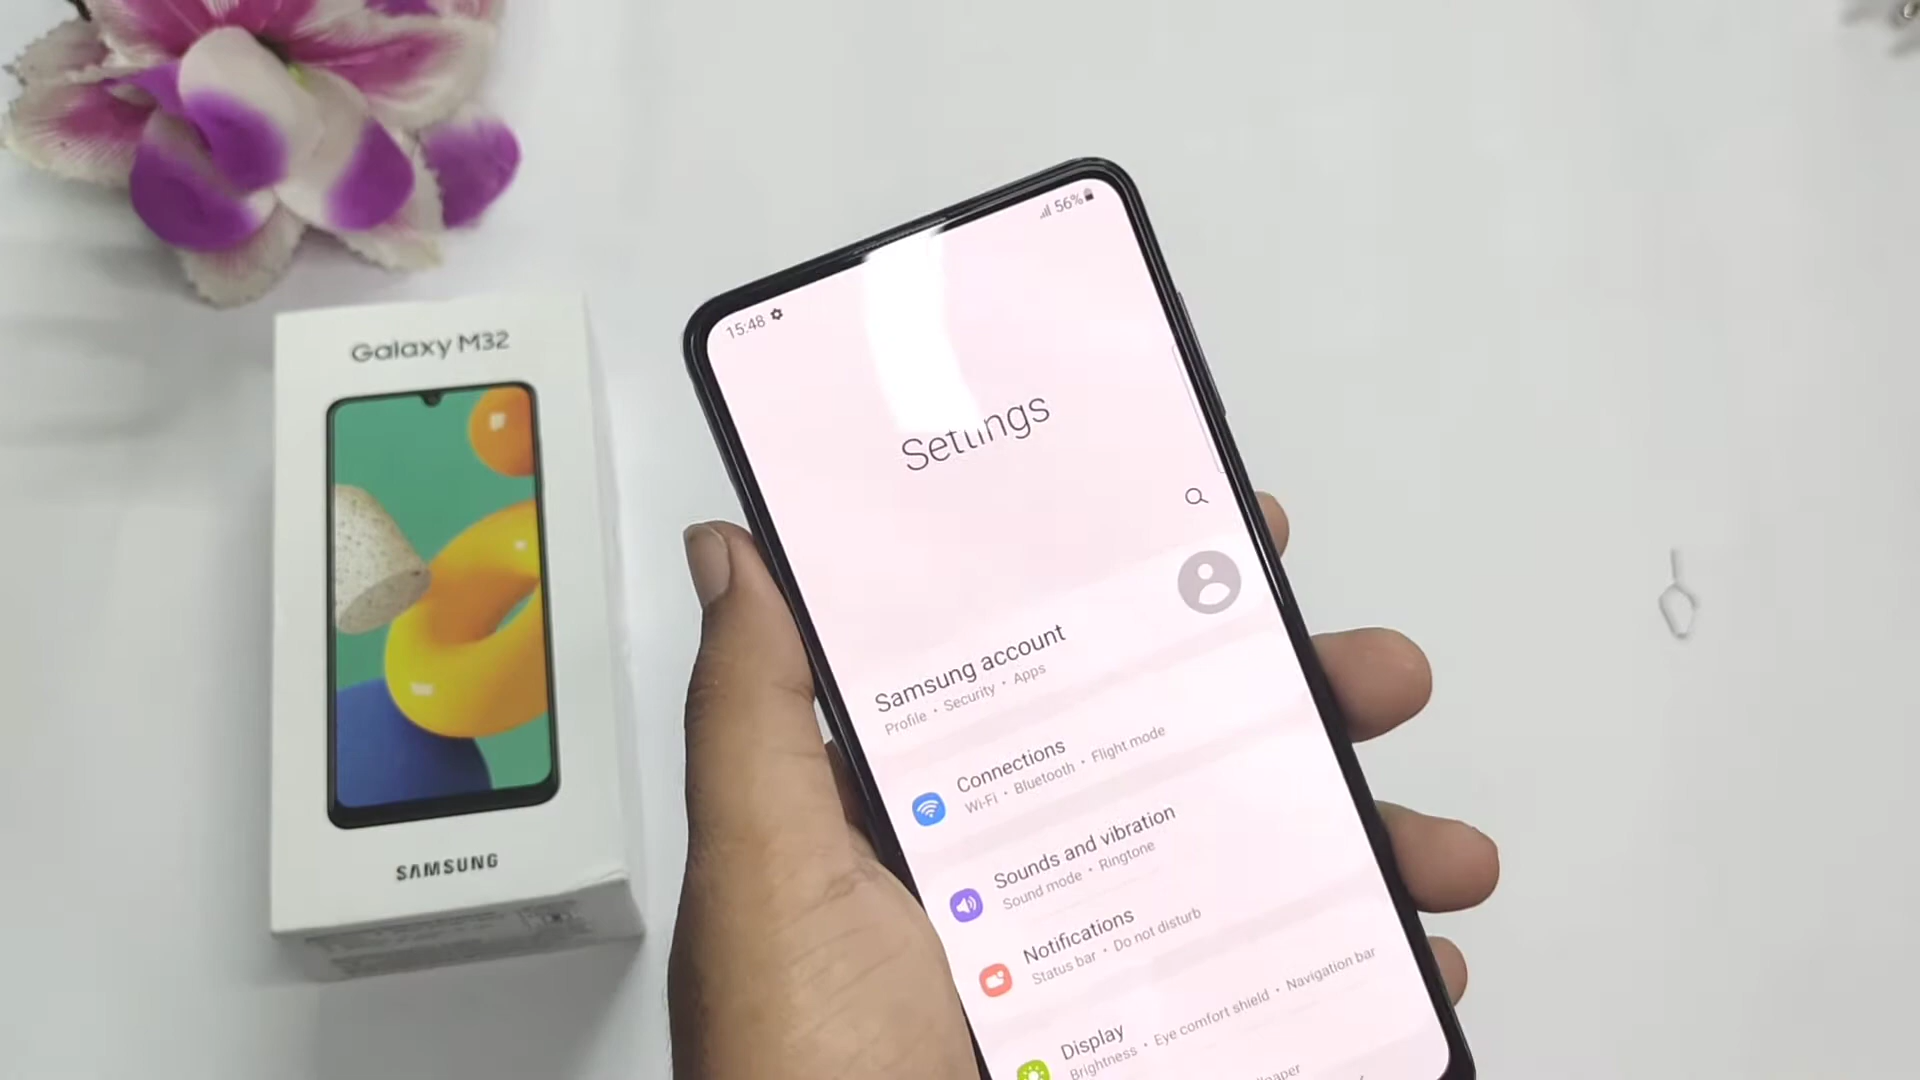 Galaxy M32
SAMSUNG
15:48
56%
Settings
Samsung account
Profile • Security • Apps
Connections
Wi-Fi • Bluetooth • Flight mode
Sounds and vibration
Sound mode • Ringtone
Notifications
Status bar • Do not disturb
Display
Brightness • Eye comfort shield • Navigation bar